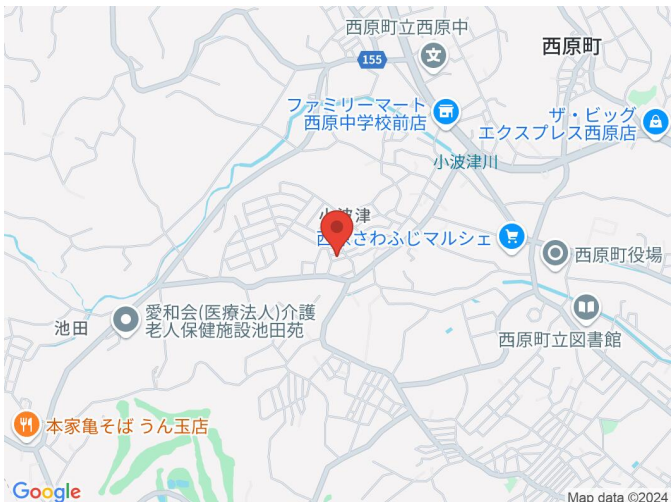 西原町立西原中
155
西原町
ファミリーマート
西原中学校前店
ザ・ビッグ
エクスプレス西原店
小波津川
小波津
西原さわふじマルシェ
西原町役場
愛和会(医療法人)介護
老人保健施設池田苑
池田
西原町立図書館
本家亀そば うん玉店
Google
Map data ©2024